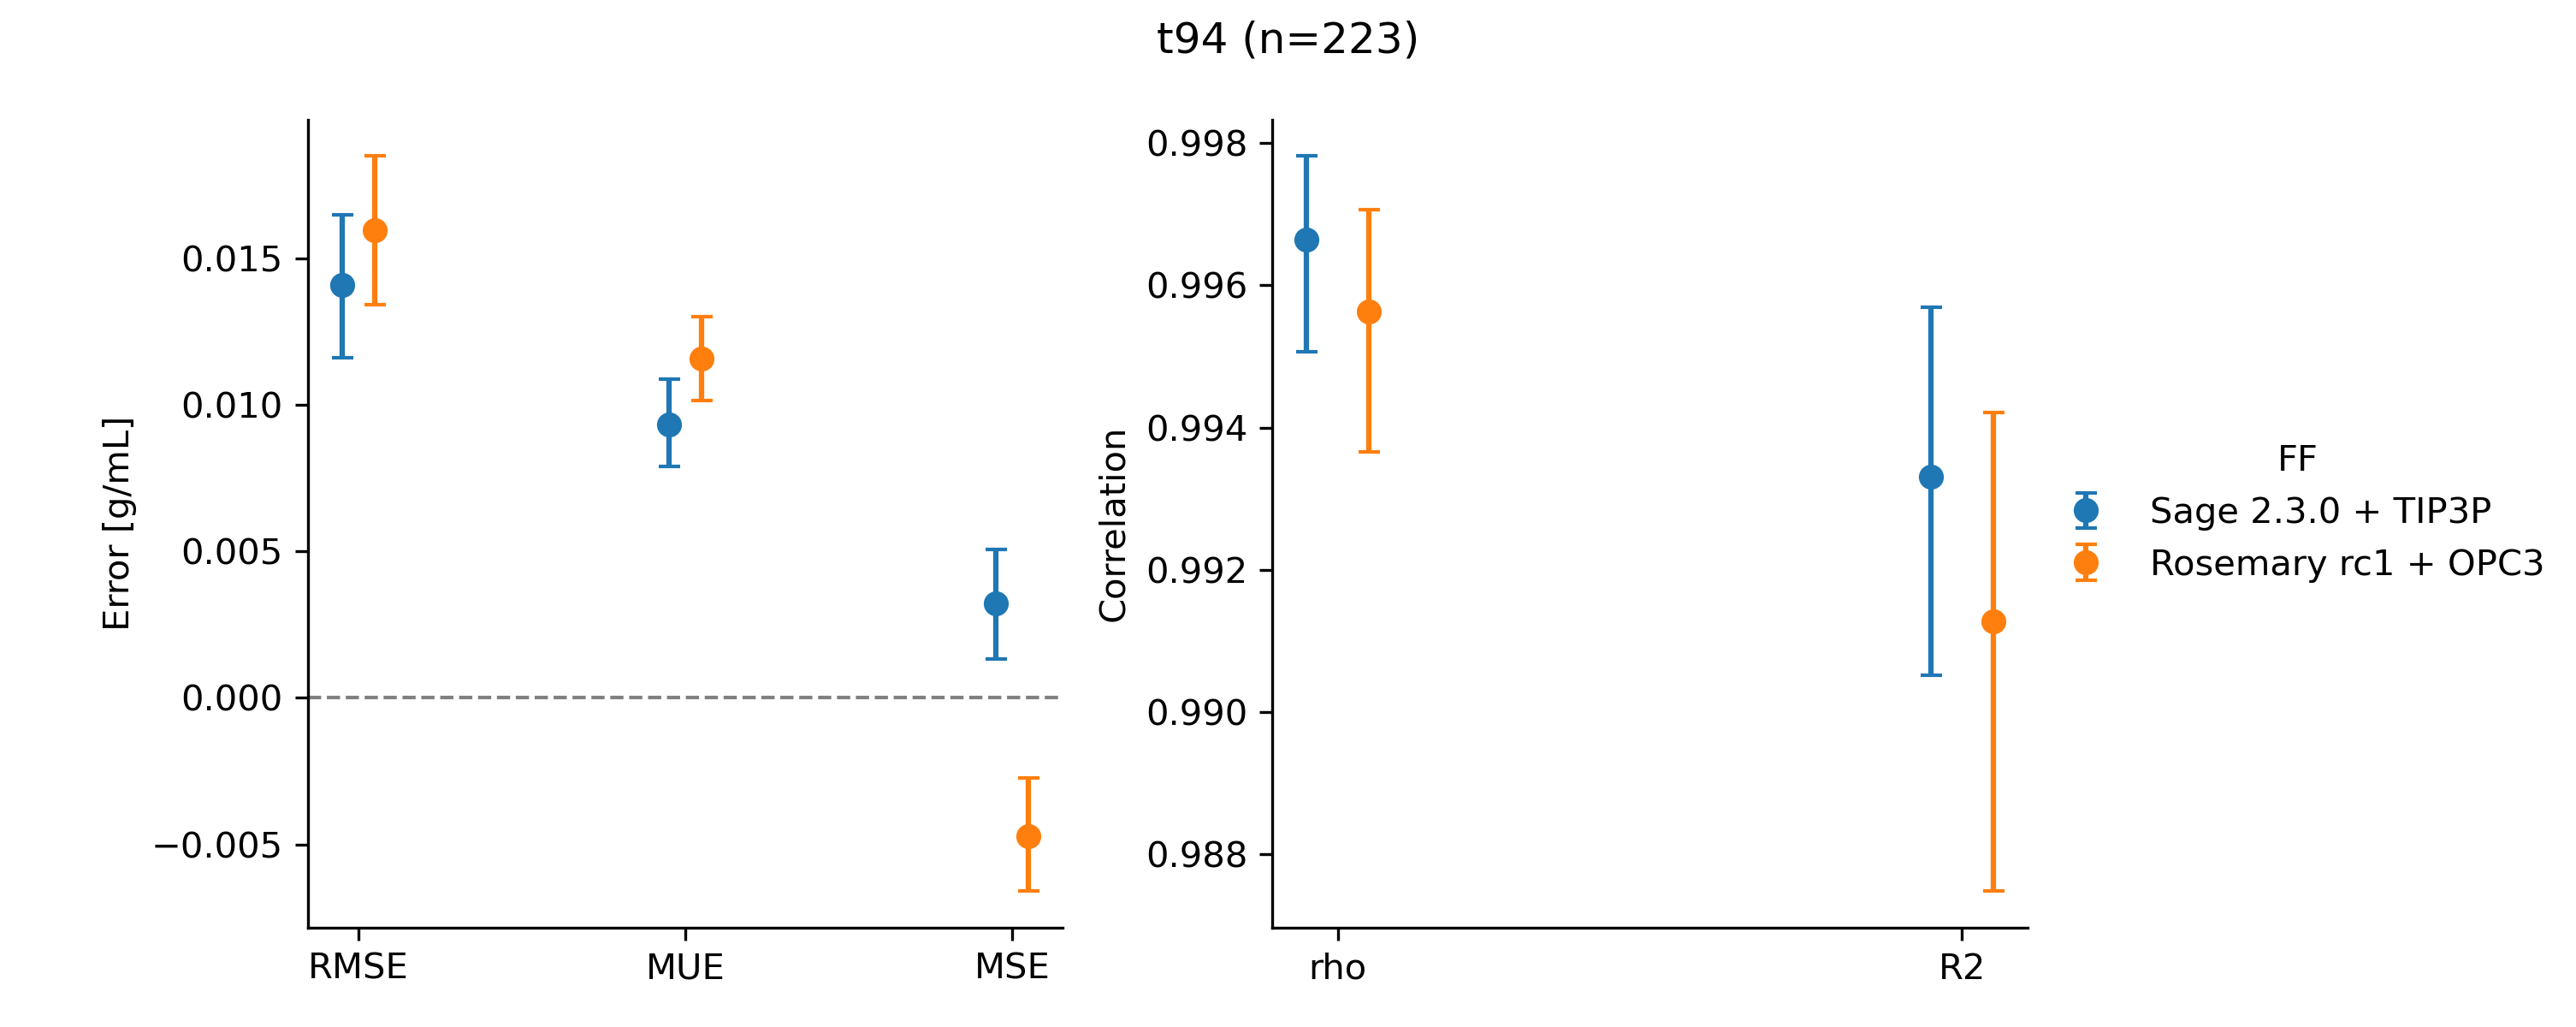 t94 (n=223)
Error [g/mL]
0.015
0.010
0.005
0.000
−0.005
RMSE
MUE
MSE
Correlation
0.998
0.996
0.994
0.992
0.990
0.988
rho
R2
FF
Sage 2.3.0 + TIP3P
Rosemary rc1 + OPC3